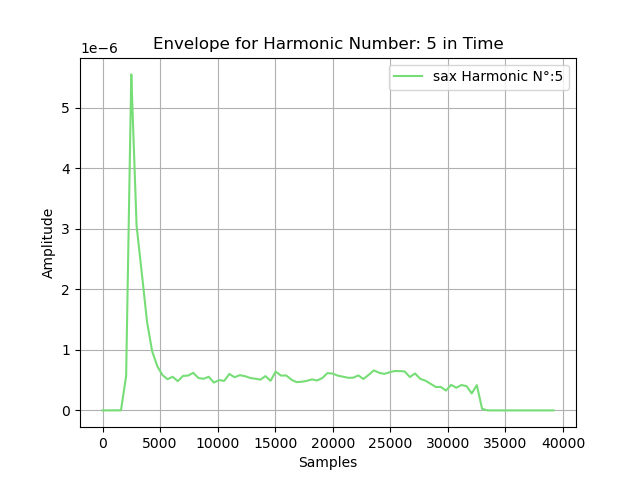 Envelope for Harmonic Number: 5 in Time
1e−6
sax Harmonic N°:5
5
4
3
2
1
0
Amplitude
0 5000 10000 15000 20000 25000 30000 35000 40000
Samples